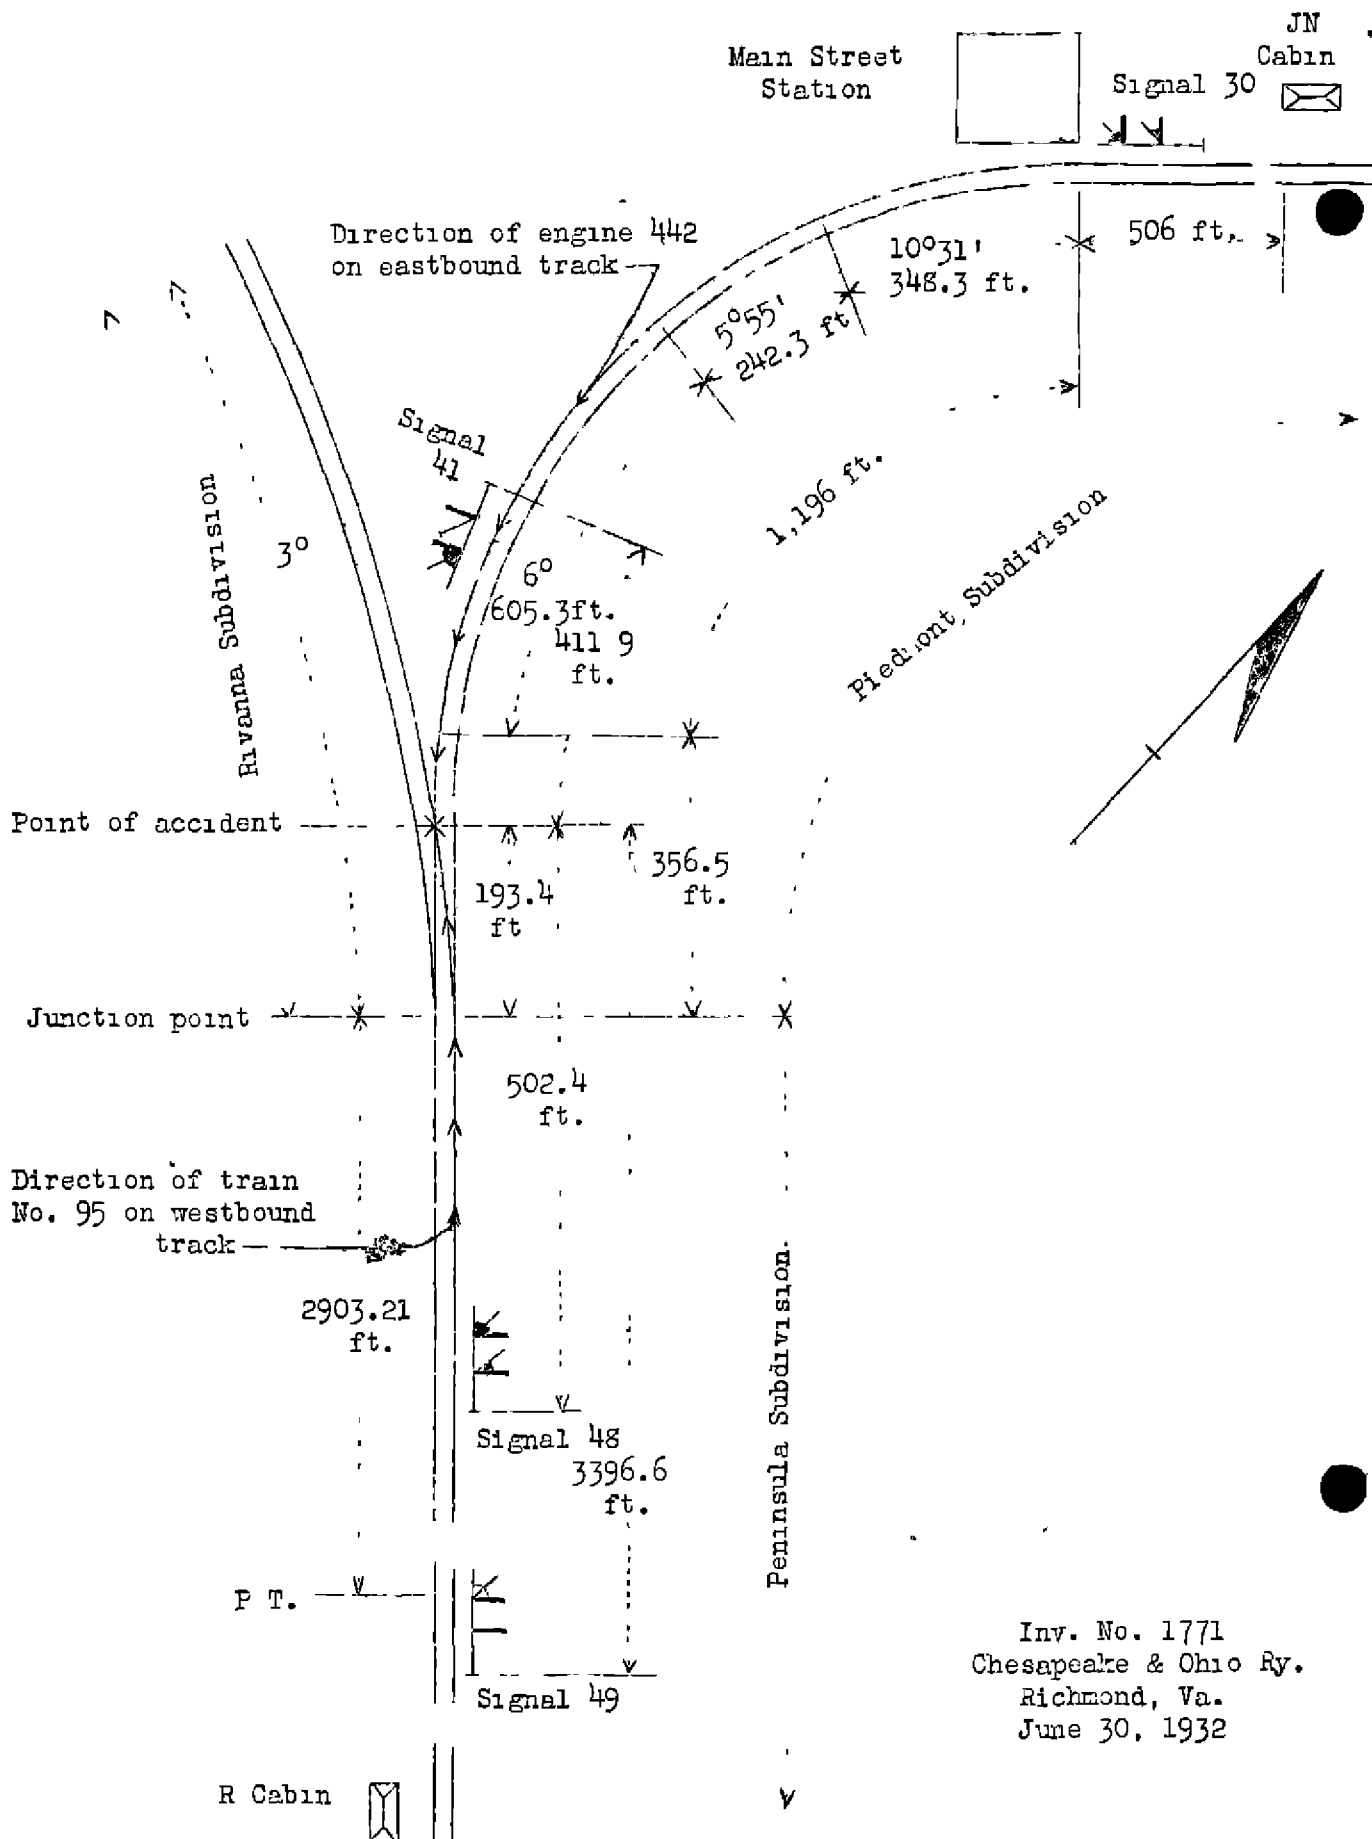 JN
Cabin
Main Street
Station
Signal 30
Direction of engine 442
on eastbound track
506 ft.
10°31'
348.3 ft.
5°55'
242.3 ft
Signal
41
1,196 ft.
Piedmont Subdivision
Rivanna Subdivision
3°
6°
605.3ft.
411 9
ft.
Point of accident
356.5
ft.
193.4
ft
Junction point
502.4
ft.
Direction of train
No. 95 on westbound
track
2903.21
ft.
Peninsula Subdivision.
Signal 48
3396.6
ft.
P T.
Signal 49
Inv. No. 1771
Chesapeake & Ohio Ry.
Richmond, Va.
June 30, 1932
R Cabin